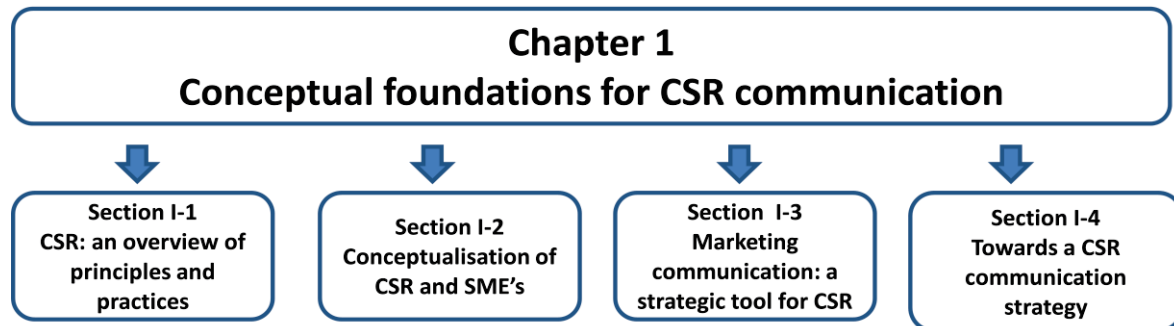 Chapter 1
Conceptual foundations for CSR communication
Section I-1
CSR: an overview of
principles and
practices
Section I-2
Conceptualisation of
CSR and SME's
Section I-3
Marketing
communication: a
strategic tool for CSR
Section I-4
Towards a CSR
communication
strategy